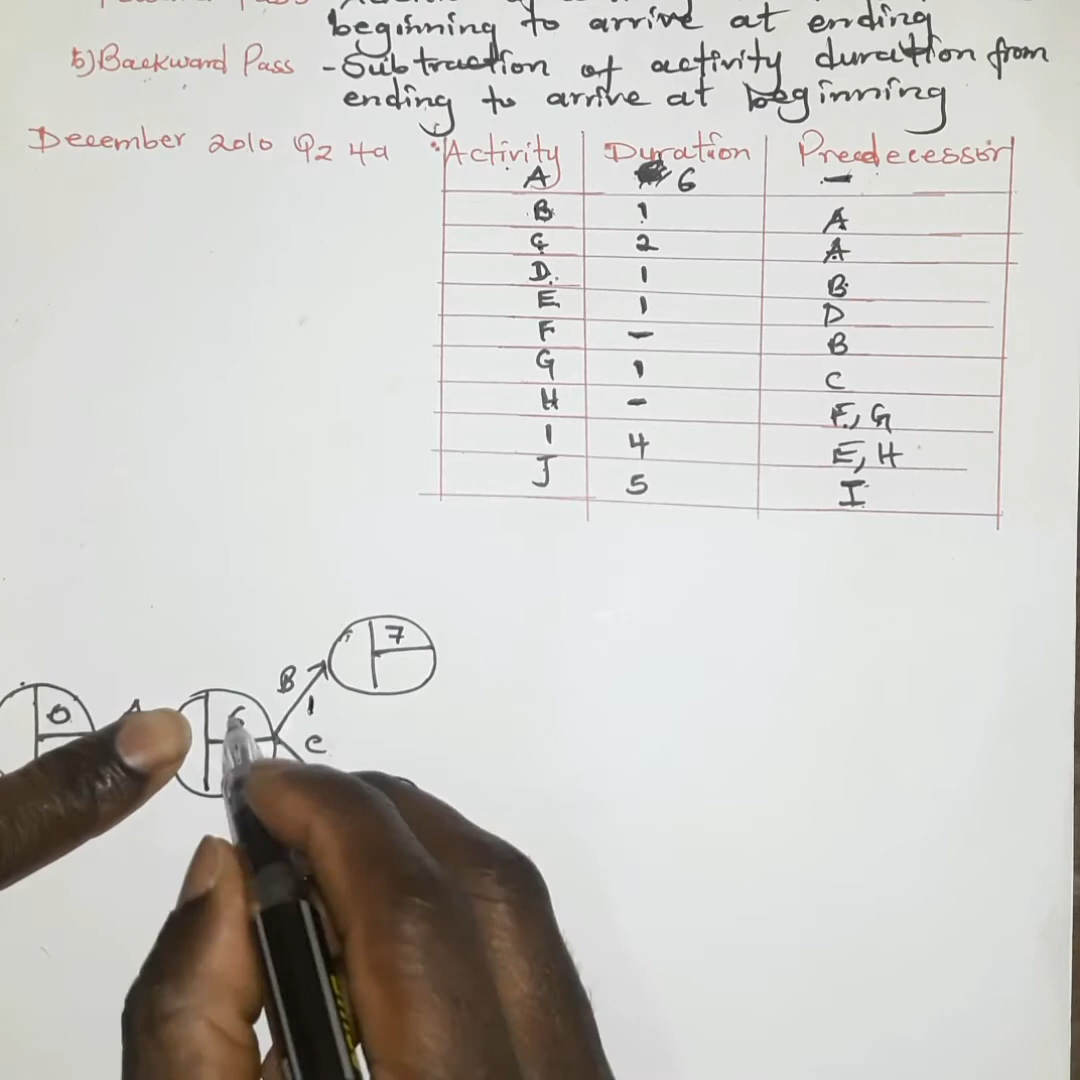 beginning to arrive at ending
b) Backward Pass - Subtraction of activity duration from
ending to arrive at beginning
December 2010 Qz 4a
Activity Duration Predecessor
A 6 -
B 1 A
C 2 A
D 1 B
E 1 D
F - B
G 1 C
H - F, G
I 4 E, H
J 5 I
7
B
1
0 A 6
C